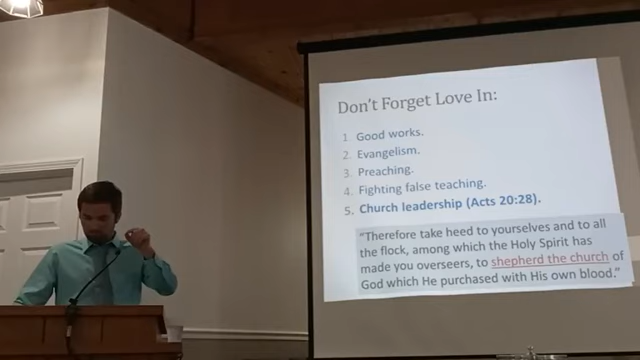 Don't Forget Love In:
1. Good works.
2. Evangelism.
3. Preaching.
4. Fighting false teaching.
5. Church leadership (Acts 20:28).
"Therefore take heed to yourselves and to all
the flock, among which the Holy Spirit has
made you overseers, to shepherd the church of
God which He purchased with His own blood."